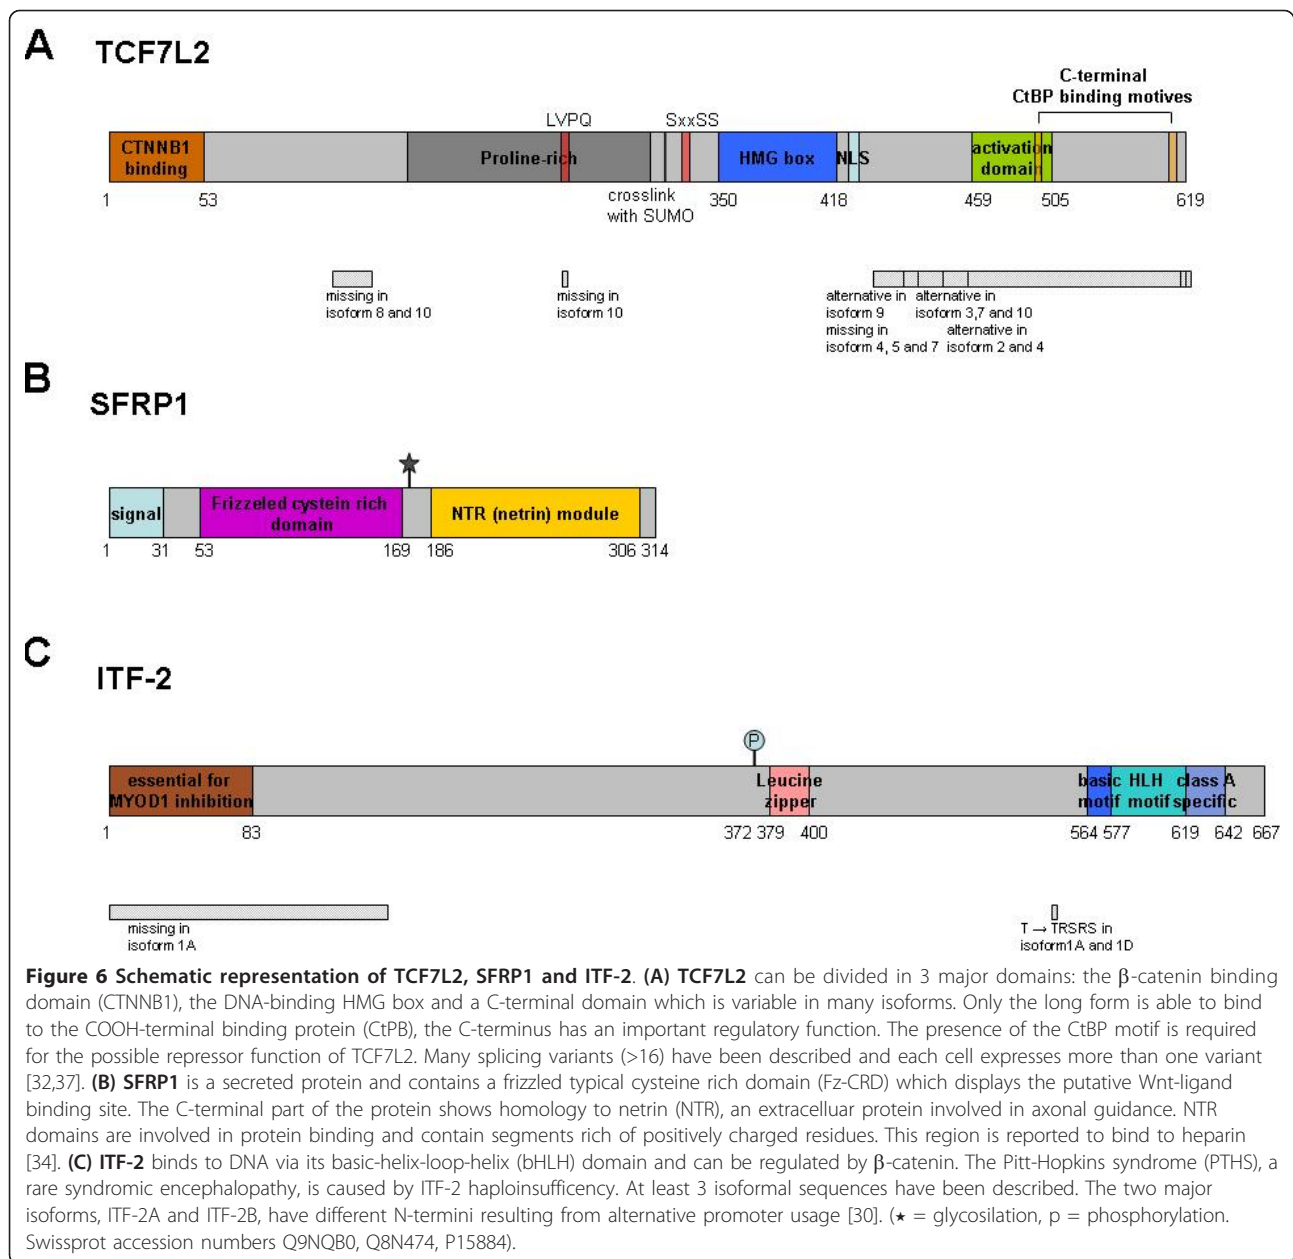 A
TCF7L2
C-terminal
CtBP binding motives
LVPQ
SxxSS
CTNNB1
binding
Proline-rich
HMG box
NLS
activation
domain
1
53
crosslink
with SUMO
350
418
459
505
619
missing in
isoform 8 and 10
missing in
isoform 10
alternative in
isoform 9
missing in
isoform 4, 5 and 7
alternative in
isoform 3,7 and 10
alternative in
isoform 2 and 4
B
SFRP1
signal
Frizzeled cystein rich
domain
NTR (netrin) module
1
31
53
169
186
306
314
C
ITF-2
P
essential for
MYOD1 inhibition
Leucine
zipper
basic
motif
HLH
motif
class A
specific
1
83
372
379
400
564
577
619
642
667
missing in
isoform 1A
T → TRSRS in
isoform1A and 1D
Figure 6 Schematic representation of TCF7L2, SFRP1 and ITF-2. (A) TCF7L2 can be divided in 3 major domains: the β-catenin binding
domain (CTNNB1), the DNA-binding HMG box and a C-terminal domain which is variable in many isoforms. Only the long form is able to bind
to the COOH-terminal binding protein (CtPB), the C-terminus has an important regulatory function. The presence of the CtBP motif is required
for the possible repressor function of TCF7L2. Many splicing variants (>16) have been described and each cell expresses more than one variant
[32,37]. (B) SFRP1 is a secreted protein and contains a frizzled typical cysteine rich domain (Fz-CRD) which displays the putative Wnt-ligand
binding site. The C-terminal part of the protein shows homology to netrin (NTR), an extracelluar protein involved in axonal guidance. NTR
domains are involved in protein binding and contain segments rich of positively charged residues. This region is reported to bind to heparin
[34]. (C) ITF-2 binds to DNA via its basic-helix-loop-helix (bHLH) domain and can be regulated by β-catenin. The Pitt-Hopkins syndrome (PTHS), a
rare syndromic encephalopathy, is caused by ITF-2 haploinsufficency. At least 3 isoformal sequences have been described. The two major
isoforms, ITF-2A and ITF-2B, have different N-termini resulting from alternative promoter usage [30]. (★ = glycosilation, p = phosphorylation.
Swissprot accession numbers Q9NQB0, Q8N474, P15884).